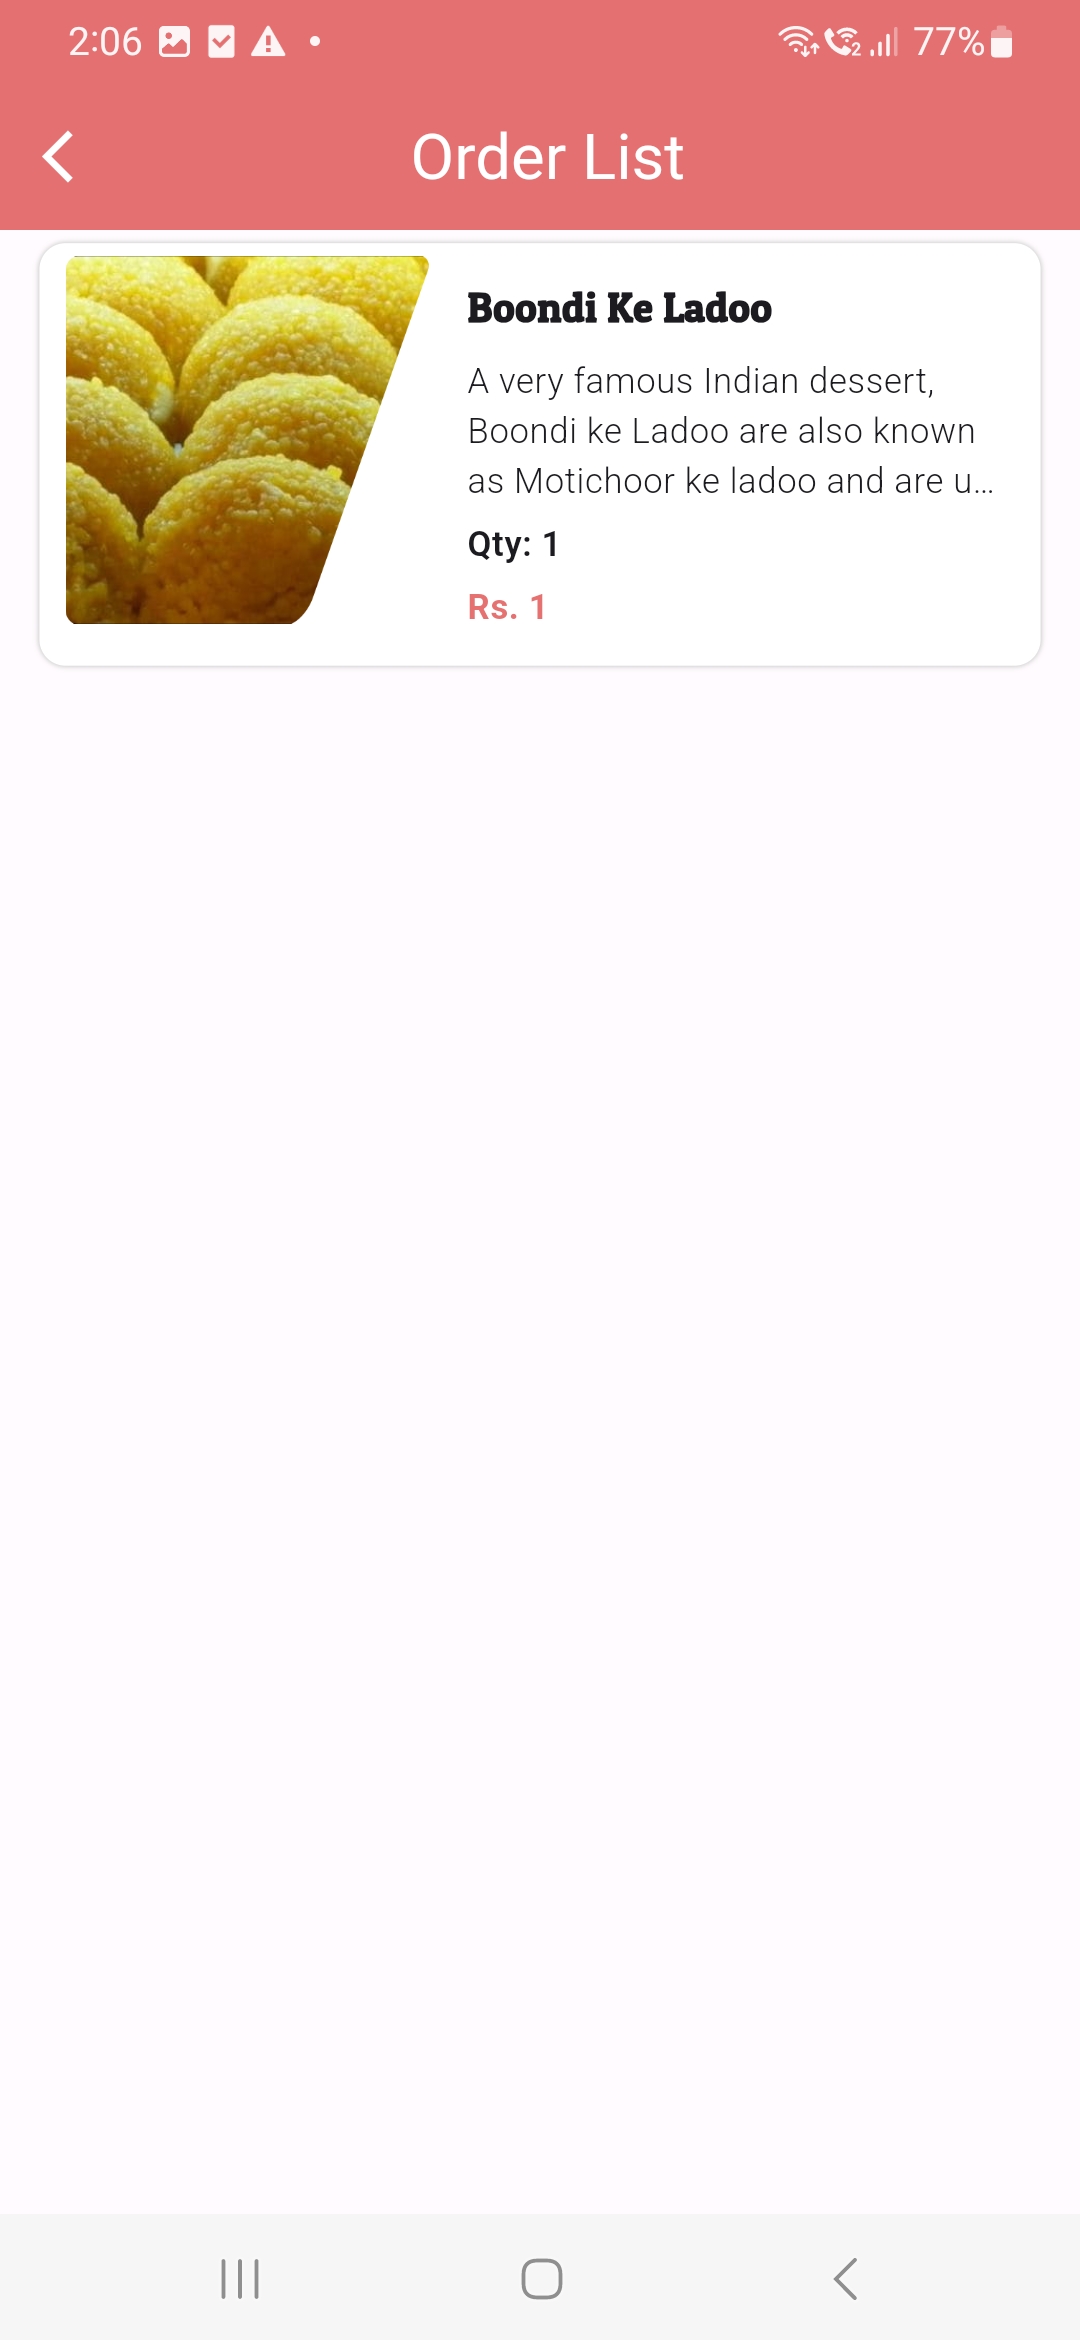 2:06
77%
Order List
Boondi Ke Ladoo
A very famous Indian dessert,
Boondi ke Ladoo are also known
as Motichoor ke ladoo and are u...
Qty: 1
Rs. 1